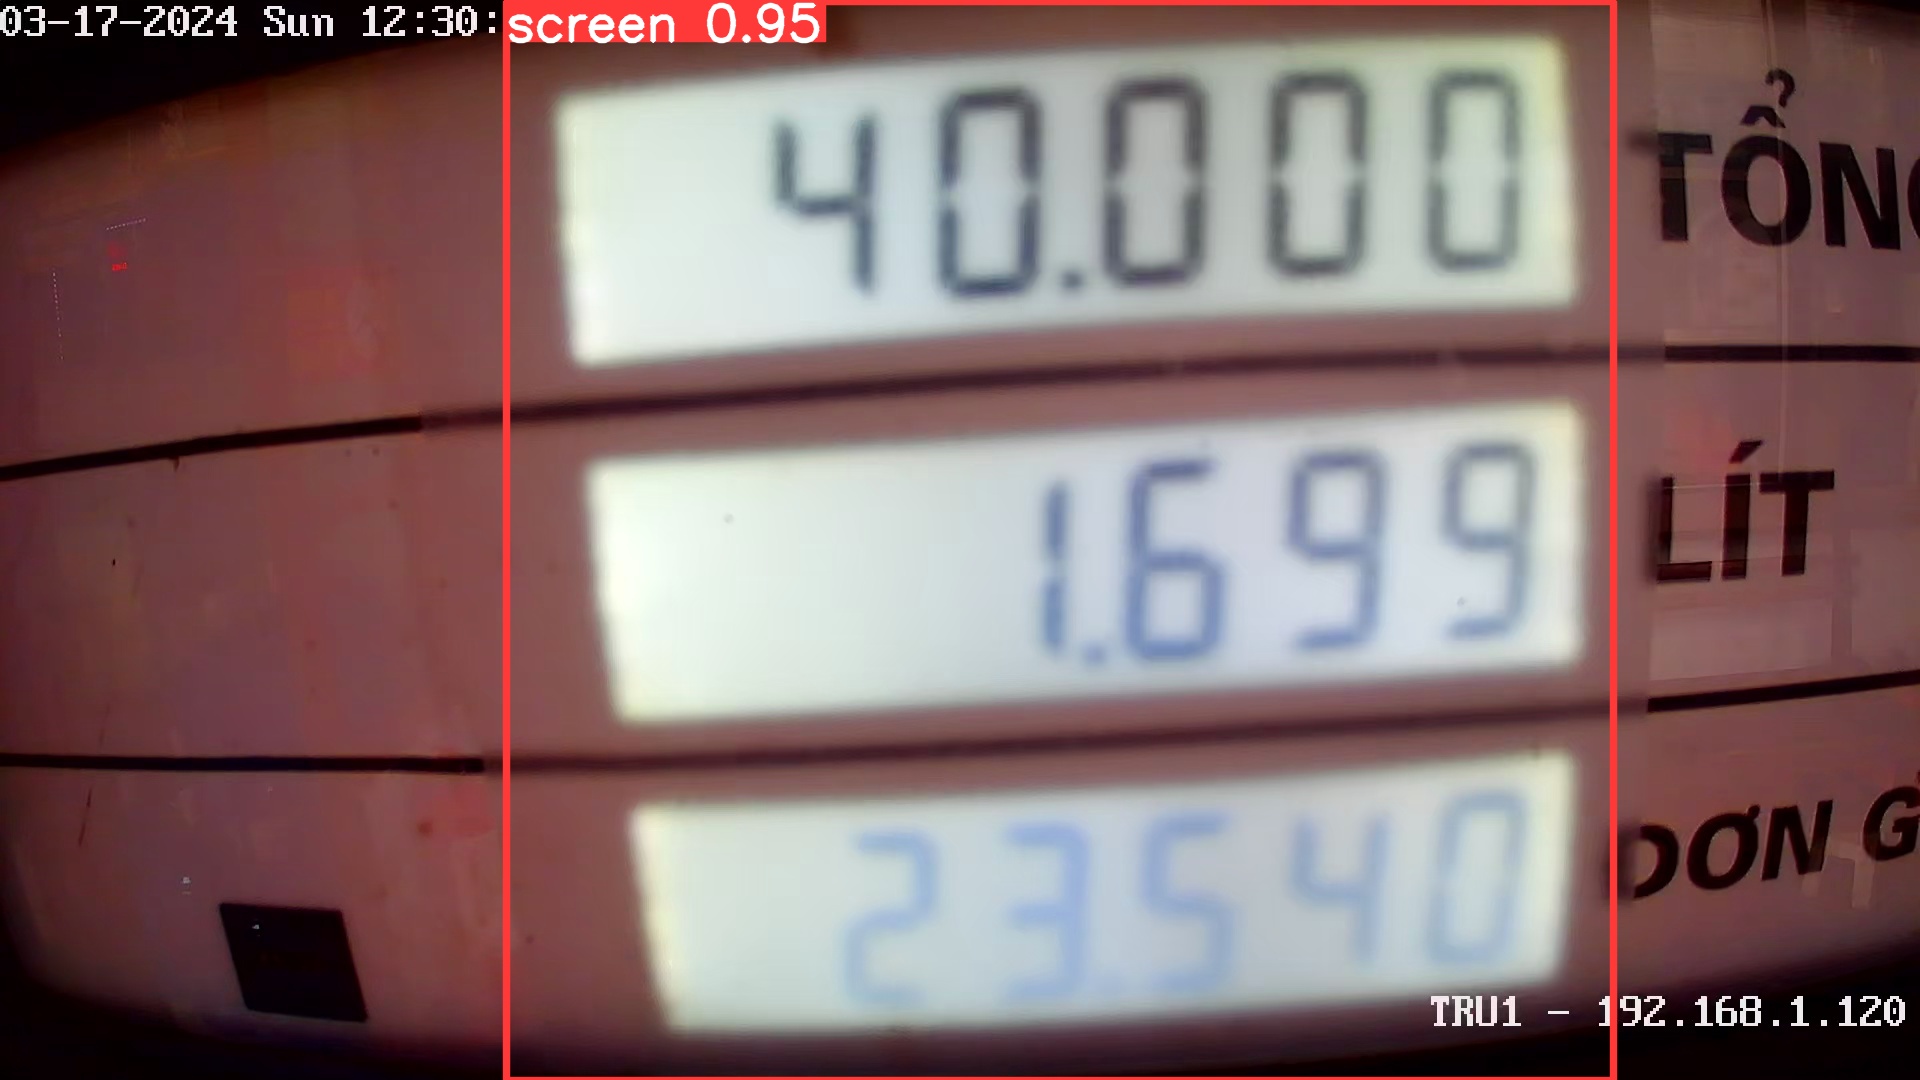 03-17-2024 Sun 12:30:
screen 0.95
40.000
TỔNG
1.699
LÍT
23.540
ĐƠN G
TRU1 - 192.168.1.120